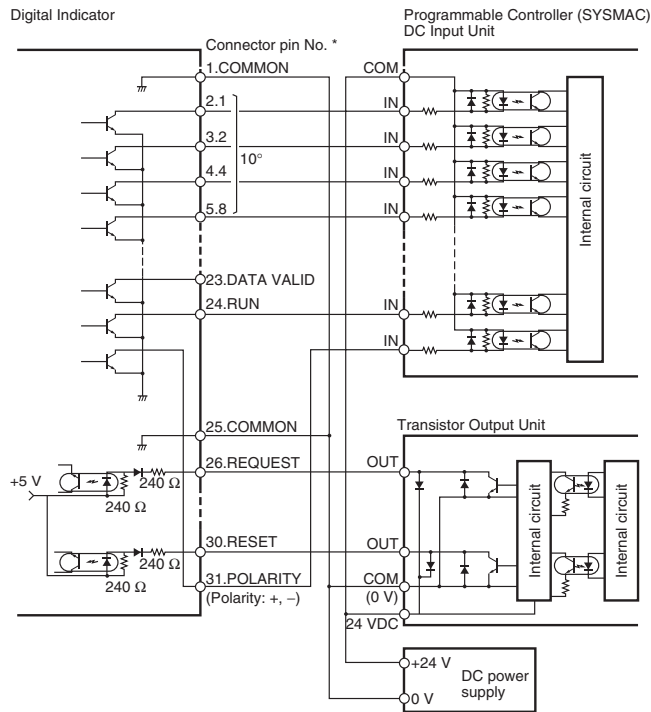 Digital Indicator
Programmable Controller (SYSMAC)
DC Input Unit
Connector pin No. *
1.COMMON
COM
2.1
IN
3.2
IN
10°
4.4
IN
5.8
IN
Internal circuit
23.DATA VALID
24.RUN
IN
IN
25.COMMON
Transistor Output Unit
26.REQUEST
OUT
+5 V
240 Ω
240 Ω
Internal circuit
Internal circuit
30.RESET
OUT
240 Ω
240 Ω
31.POLARITY
(Polarity: +, −)
COM
(0 V)
24 VDC
+24 V
DC power
supply
0 V